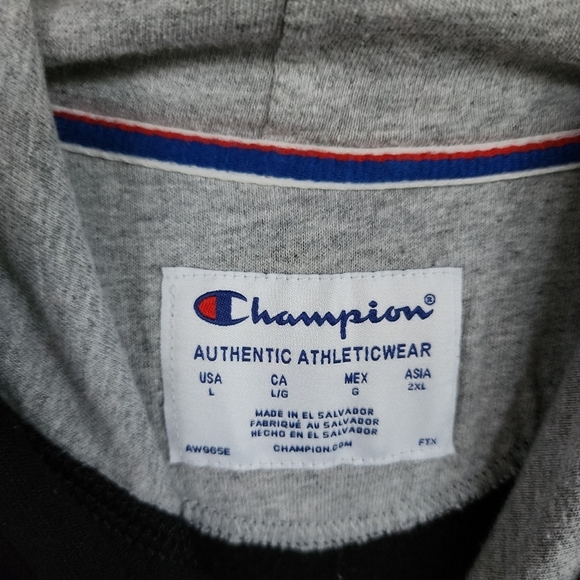 Champion®
AUTHENTIC ATHLETICWEAR
USA CA MEX ASIA
L L/G G 2XL
MADE IN EL SALVADOR
FABRIQUÉ AU SALVADOR
HECHO EN EL SALVADOR
AW965E CHAMPION.COM FTX